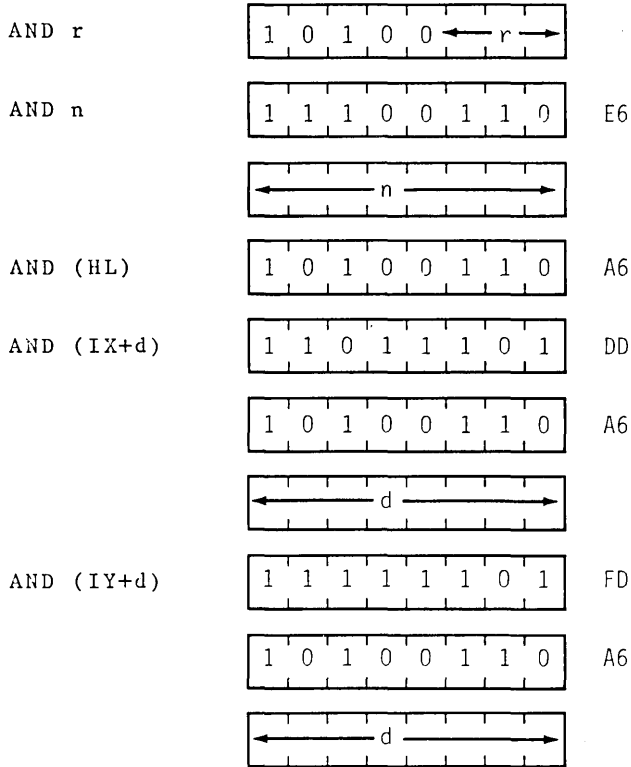 AND r 1 0 1 0 0 r
AND n 1 1 1 0 0 1 1 0 E6
n
AND (HL) 1 0 1 0 0 1 1 0 A6
AND (IX+d) 1 1 0 1 1 1 0 1 DD
1 0 1 0 0 1 1 0 A6
d
AND (IY+d) 1 1 1 1 1 1 0 1 FD
1 0 1 0 0 1 1 0 A6
d